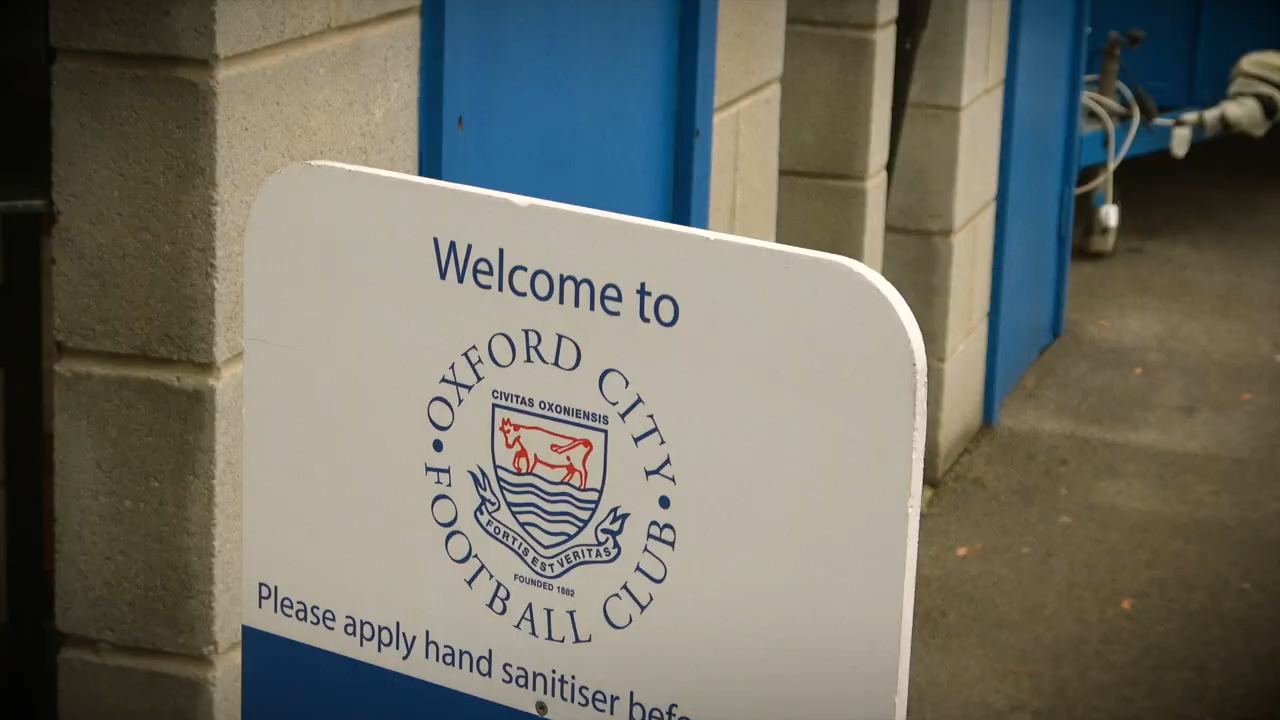 Welcome to
OXFORD CITY
CIVITAS OXONIENSIS
FORTIS EST VERITAS
FOUNDED 1882
FOOTBALL CLUB
Please apply hand sanitiser